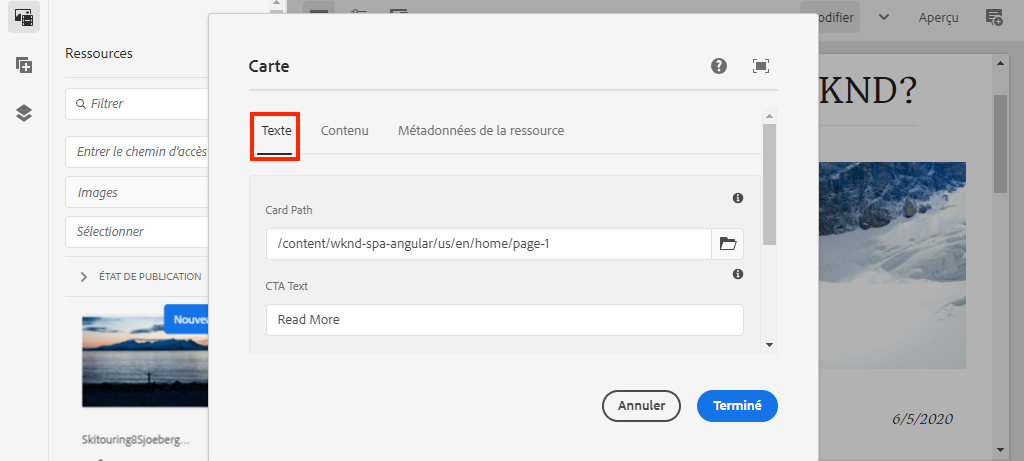 Ressources
Filtrer
Entrer le chemin d'accès
Images
Sélectionner
ÉTAT DE PUBLICATION
Skitouring8Sjoeberg...
Carte
Texte Contenu Métadonnées de la ressource
Card Path
/content/wknd-spa-angular/us/en/home/page-1
CTA Text
Read More
Annuler Terminé
Aperçu
KND?
6/5/2020